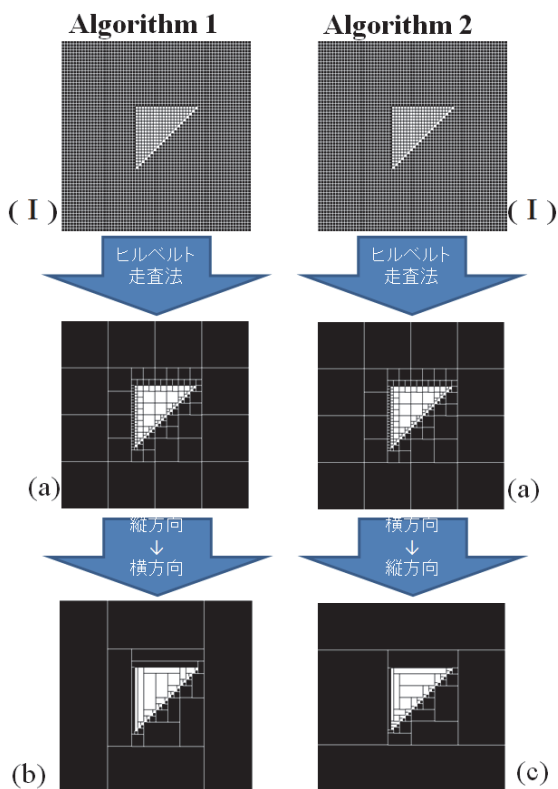 Algorithm 1
Algorithm 2
( I )
( I )
ヒルベルト
走査法
ヒルベルト
走査法
(a)
(a)
縦方向
↓
横方向
横方向
↓
縦方向
(b)
(c)